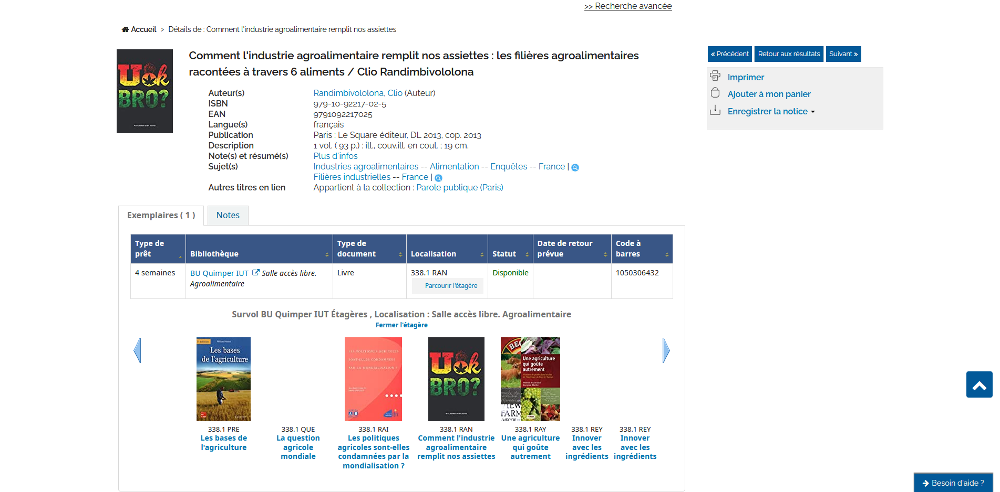 >> Recherche avancée
Accueil > Détails de : Comment l'industrie agroalimentaire remplit nos assiettes
U ok
BRO?
420 Cannabis Strain Journal
Comment l'industrie agroalimentaire remplit nos assiettes : les filières agroalimentaires
racontées à travers 6 aliments / Clio Randimbivololona
Auteur(s) Randimbivololona, Clio (Auteur)
ISBN 979-10-92217-02-5
EAN 9791092217025
Langue(s) français
Publication Paris : Le Square éditeur, DL 2013, cop. 2013
Description 1 vol. ( 93 p.) : ill., couv.ill. en coul. ; 19 cm.
Note(s) et résumé(s) Plus d'infos
Sujet(s) Industries agroalimentaires -- Alimentation -- Enquêtes -- France |
Filières industrielles -- France |
Autres titres en lien Appartient à la collection : Parole publique (Paris)
« Précédent Retour aux résultats Suivant »
Imprimer
Ajouter à mon panier
Enregistrer la notice
Exemplaires ( 1 ) Notes
Type de prêt Bibliothèque Type de document Localisation Statut Date de retour prévue Code à barres
4 semaines BU Quimper IUT Salle accès libre. Agroalimentaire Livre 338.1 RAN Disponible 1050306432
Parcourir l'étagère
Survol BU Quimper IUT Étagères , Localisation : Salle accès libre. Agroalimentaire
Fermer l'étagère
Les bases
de l'agriculture
LES POLITIQUES AGRICOLES
SONT-ELLES CONDAMNÉES
PAR LA MONDIALISATION ?
U ok
BRO?
420 Cannabis Strain Journal
Une agriculture
qui goûte
autrement
338.1 PRE
Les bases de
l'agriculture
338.1 QUE
La question
agricole
mondiale
338.1 RAI
Les politiques
agricoles sont-elles
condamnées par la
mondialisation ?
338.1 RAN
Comment l'industrie
agroalimentaire
remplit nos assiettes
338.1 RAY
Une agriculture
qui goûte
autrement
338.1 REY
Innover
avec les
ingrédients
338.1 REY
Innover
avec les
ingrédients
Besoin d'aide ?